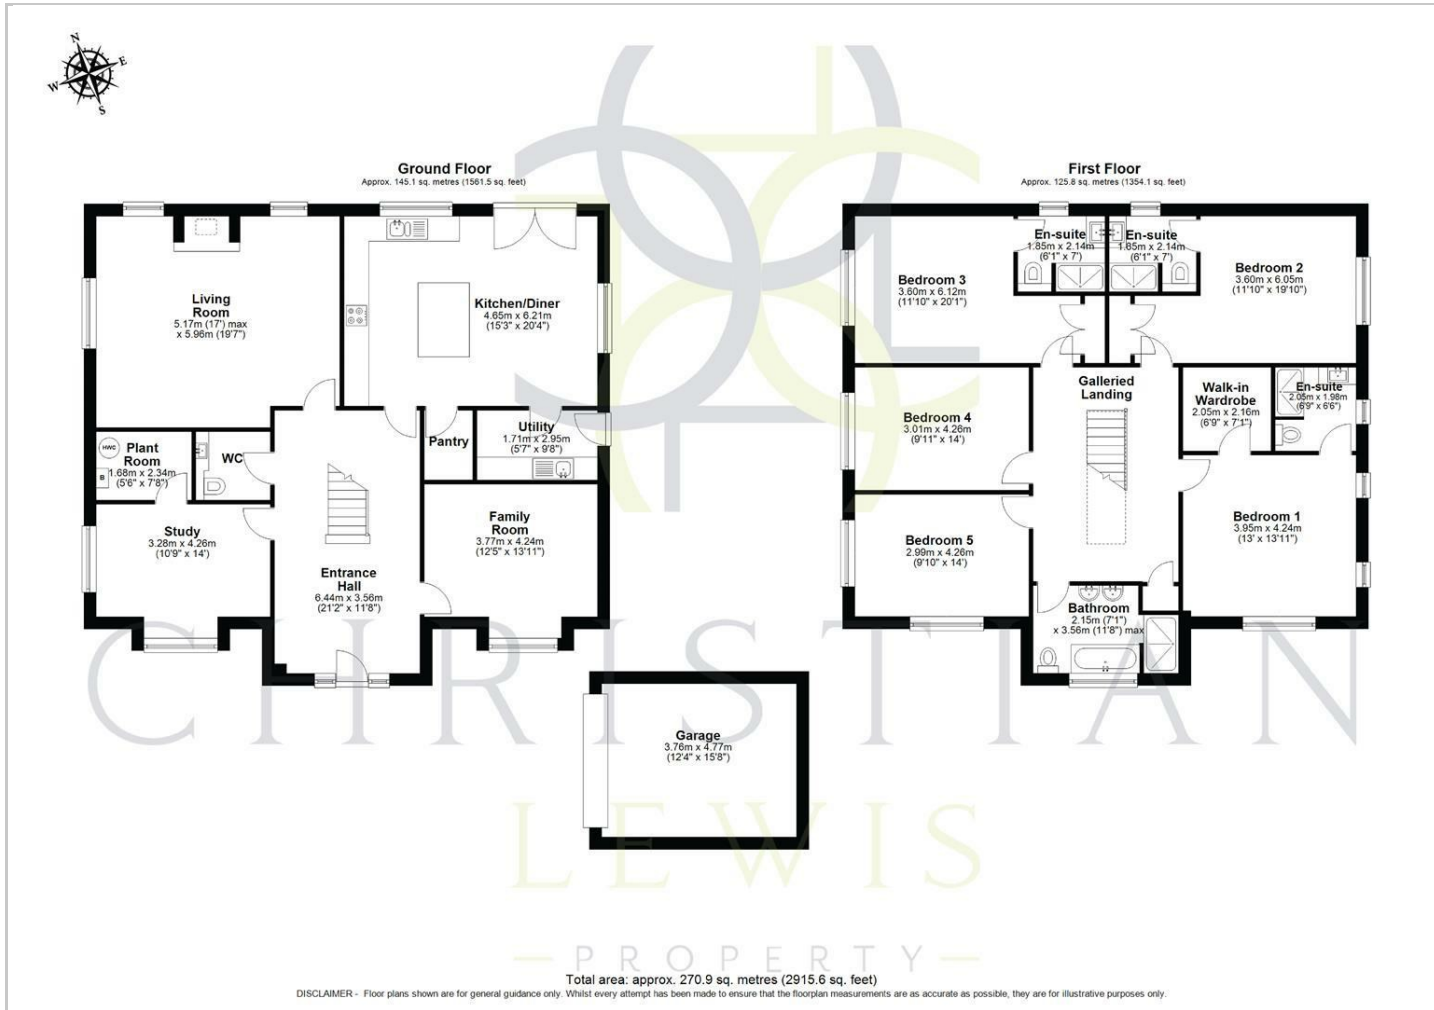 N
E
W
S
Ground Floor
Approx. 145.1 sq. metres (1561.5 sq. feet)
Living
Room
5.17m (17') max
x 5.96m (19'7")
Kitchen/Diner
4.65m x 6.21m
(15'3" x 20'4")
Plant
Room
1.68m x 2.34m
(5'6" x 7'8")
HWC
B
WC
Pantry
Utility
1.71m x 2.95m
(5'7" x 9'8")
Study
3.28m x 4.26m
(10'9" x 14')
Entrance
Hall
6.44m x 3.56m
(21'2" x 11'8")
Family
Room
3.77m x 4.24m
(12'5" x 13'11")
Garage
3.76m x 4.77m
(12'4" x 15'8")
First Floor
Approx. 125.8 sq. metres (1354.1 sq. feet)
Bedroom 3
3.60m x 6.12m
(11'10" x 20'1")
En-suite
1.85m x 2.14m
(6'1" x 7')
En-suite
1.85m x 2.14m
(6'1" x 7')
Bedroom 2
3.60m x 6.05m
(11'10" x 19'10")
Bedroom 4
3.01m x 4.26m
(9'11" x 14')
Galleried
Landing
Walk-in
Wardrobe
2.05m x 2.16m
(6'9" x 7'1")
En-suite
2.05m x 1.98m
(6'9" x 6'6")
Bedroom 5
2.99m x 4.26m
(9'10" x 14')
Bedroom 1
3.95m x 4.24m
(13' x 13'11")
Bathroom
2.15m (7'1")
x 3.56m (11'8") max
CHRISTIAN
LEWIS
PROPERTY
Total area: approx. 270.9 sq. metres (2915.6 sq. feet)
DISCLAIMER - Floor plans shown are for general guidance only. Whilst every attempt has been made to ensure that the floorplan measurements are as accurate as possible, they are for illustrative purposes only.